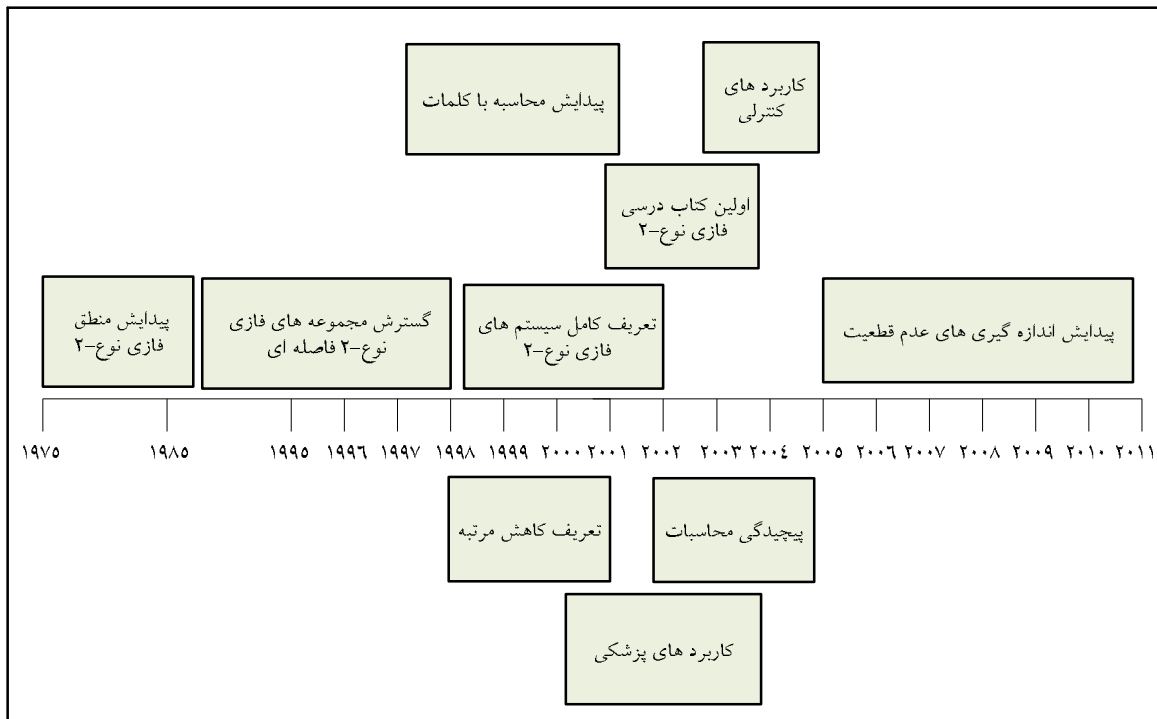 پیدایش محاسبه با کلمات
کاربرد های
کنترلی
اولین کتاب درسی
فازی نوع-۲
پیدایش منطق
فازی نوع-۲
گسترش مجموعه های فازی
نوع-۲ فاصله ای
تعریف کامل سیستم های
فازی نوع-۲
پیدایش اندازه گیری های عدم قطعیت
۱۹۷۵ ۱۹۸۵ ۱۹۹۵ ۱۹۹۶ ۱۹۹۷ ۱۹۹۸ ۱۹۹۹ ۲۰۰۰ ۲۰۰۱ ۲۰۰۲ ۲۰۰۳ ۲۰۰۴ ۲۰۰۵ ۲۰۰۶ ۲۰۰۷ ۲۰۰۸ ۲۰۰۹ ۲۰۱۰ ۲۰۱۱
تعریف کاهش مرتبه
پیچیدگی محاسبات
کاربرد های پزشکی